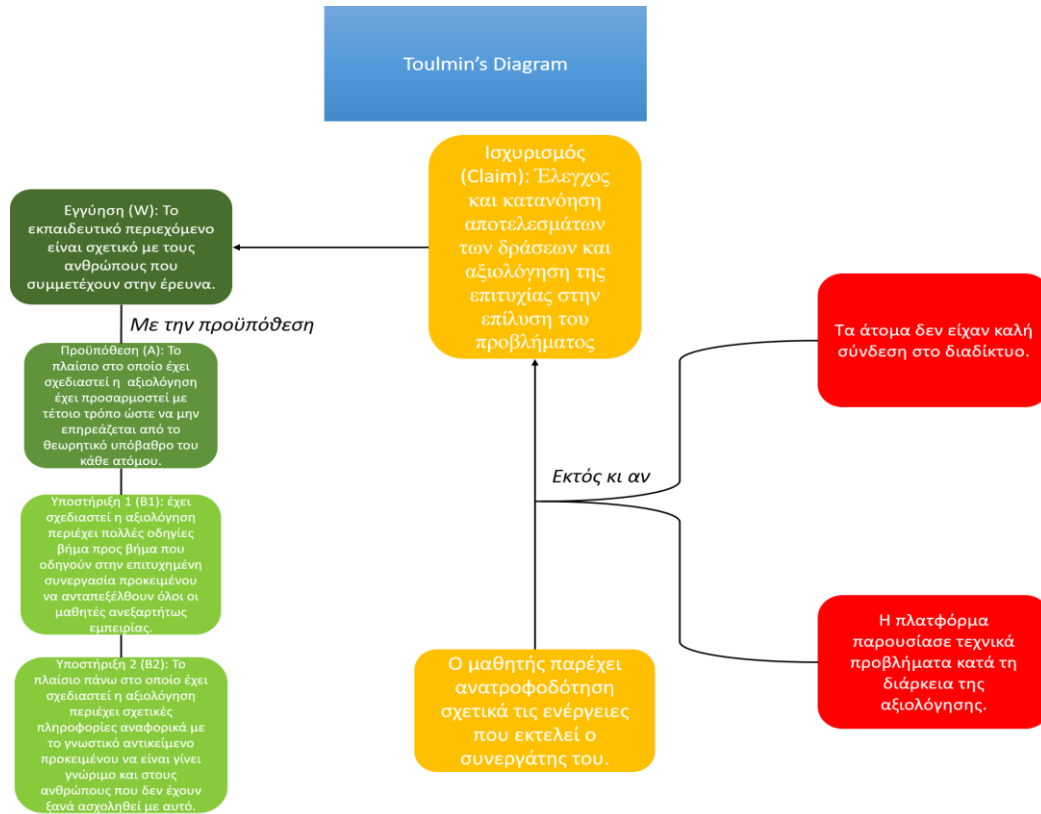 Toulmin's Diagram
Ισχυρισμός
(Claim): Έλεγχος
και κατανόηση
αποτελεσμάτων
των δράσεων και
αξιολόγηση της
επιτυχίας στην
επίλυση του
προβλήματος
Εγγύηση (W): Το
εκπαιδευτικό περιεχόμενο
είναι σχετικό με τους
ανθρώπους που
συμμετέχουν στην έρευνα.
Με την προϋπόθεση
Προϋπόθεση (Α): Το
πλαίσιο στο οποίο έχει
σχεδιαστεί η αξιολόγηση
έχει προσαρμοστεί με
τέτοιο τρόπο ώστε να μην
επηρεάζεται από το
θεωρητικό υπόβαθρο του
κάθε ατόμου.
Υποστήριξη 1 (Β1): έχει
σχεδιαστεί η αξιολόγηση
περιέχει πολλές οδηγίες
βήμα προς βήμα που
οδηγούν στην επιτυχημένη
συνεργασία προκειμένου
να ανταπεξέλθουν όλοι οι
μαθητές ανεξαρτήτως
εμπειρίας.
Υποστήριξη 2 (Β2): Το
πλαίσιο πάνω στο οποίο έχει
σχεδιαστεί η αξιολόγηση
περιέχει σχετικές
πληροφορίες αναφορικά με
το γνωστικό αντικείμενο
προκειμένου να είναι γίνει
γνώριμο και στους
ανθρώπους που δεν έχουν
ξανά ασχοληθεί με αυτό.
Εκτός κι αν
Ο μαθητής παρέχει
ανατροφοδότηση
σχετικά τις ενέργειες
που εκτελεί ο
συνεργάτης του.
Τα άτομα δεν είχαν καλή
σύνδεση στο διαδίκτυο.
Η πλατφόρμα
παρουσίασε τεχνικά
προβλήματα κατά τη
διάρκεια της
αξιολόγησης.